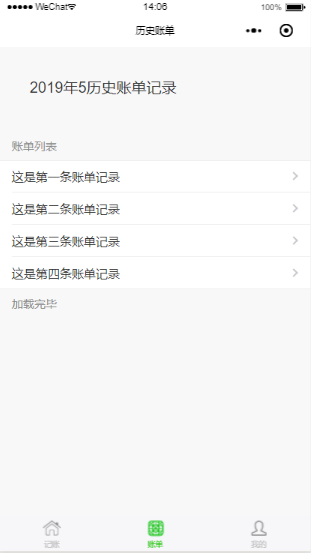 ●●●●● WeChat 14:06 100%
历史账单
2019年5历史账单记录
账单列表
这是第一条账单记录
这是第二条账单记录
这是第三条账单记录
这是第四条账单记录
加载完毕
记账 账单 我的